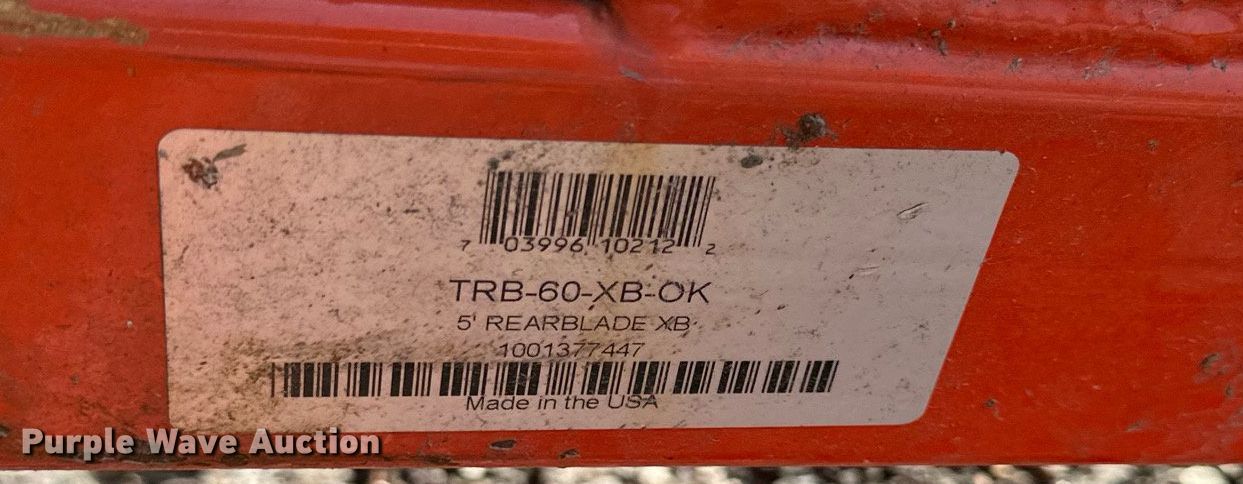 7 03996 10212 2
TRB-60-XB-OK
5' REARBLADE XB
1001377447
Made in the USA
Purple Wave Auction